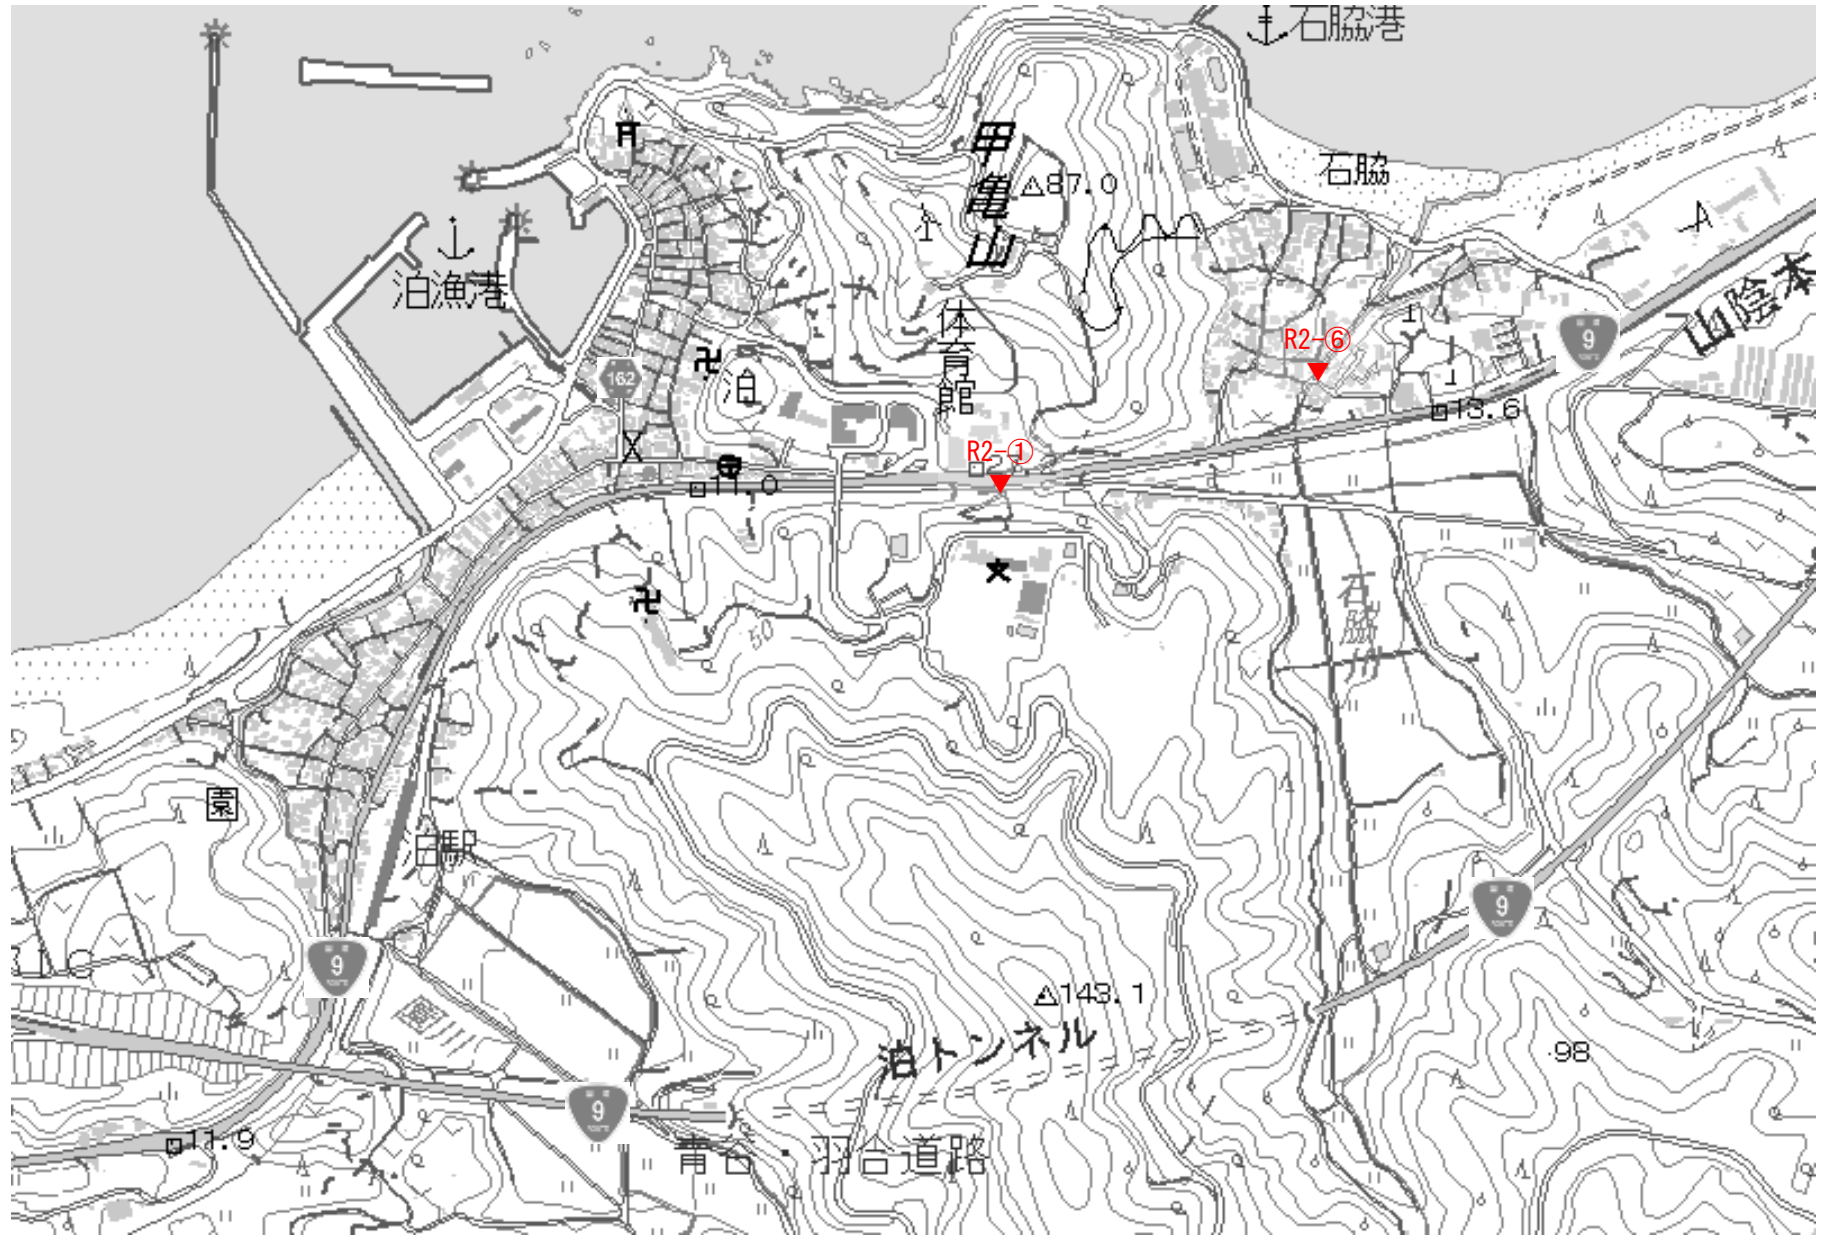 石脇港
甲亀山
87.0
石脇
泊漁港
体育館
山陰本
9
R2-⑥
162
泊
13.6
R2-①
11.0
石脇川
50
園
泊駅
9
9
143.1
泊トンネル
98
9
11.9
青谷・羽合道路